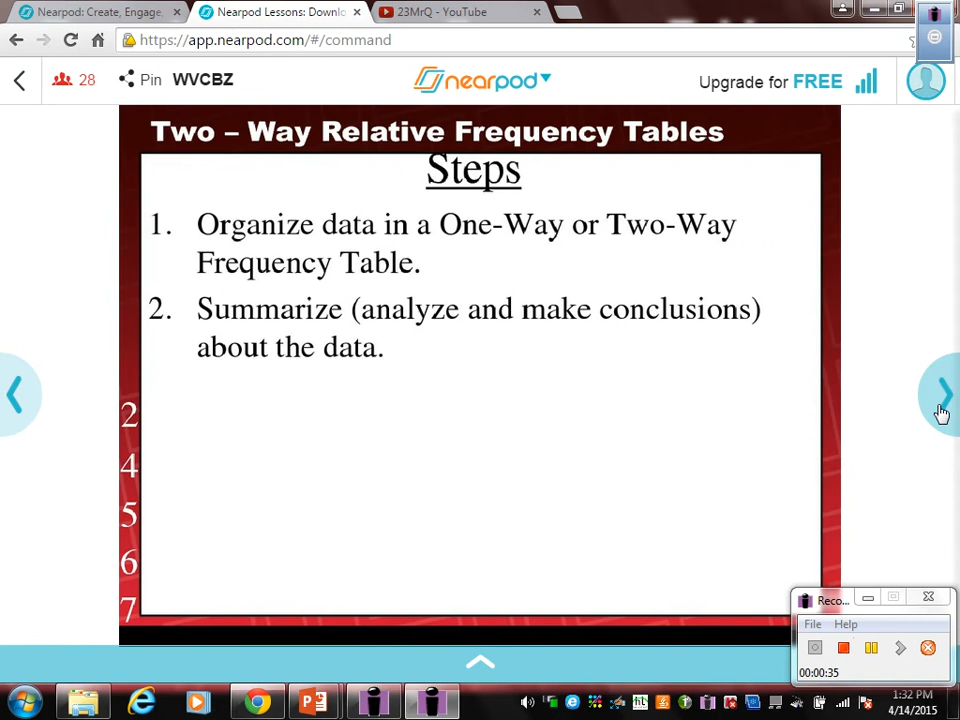 Nearpod: Create, Engage,
Nearpod Lessons: Downlo
23MrQ - YouTube
https://app.nearpod.com/#/command
28
Pin WVCBZ
nearpod
Upgrade for FREE
Two – Way Relative Frequency Tables
Steps
1. Organize data in a One-Way or Two-Way
Frequency Table.
2. Summarize (analyze and make conclusions)
about the data.
2
4
5
6
7
Reco...
File Help
00:00:35
1:32 PM
4/14/2015